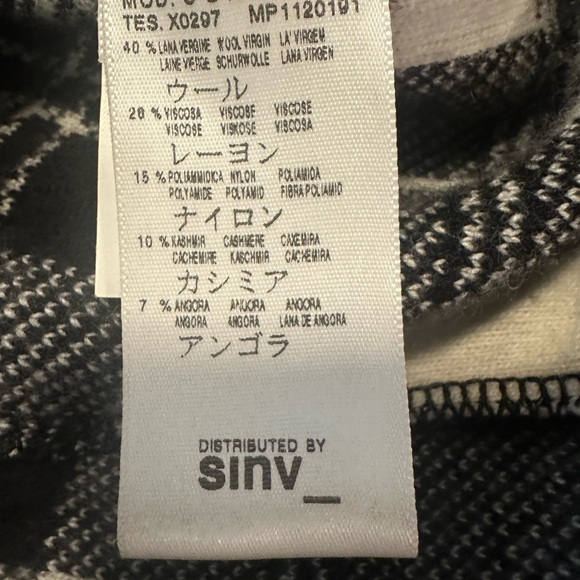 TES. X0297 MP1120191
40 % LANA VERGINE WOOL VIRGIN LA' VIRGEM
LAINE VIERGE SCHURWOLLE LANA VIRGEN
ウール
28 % VISCOSA VISCOSE VISCOSE
VISCOSE VISKOSE VISCOSA
レーヨン
15 % POLIAMMIDICA NYLON POLIAMIDA
POLYAMIDE POLYAMID FIBRA POLIAMID
ナイロン
10 % KASHMIR CASHMERE CAXEMIRA
CACHEMIRE KASCHMIR CACHEMIRA
カシミア
7 % ANGORA ANGORA ANGORA
ANGORA ANGORA LANA DE ANGORA
アンゴラ
DISTRIBUTED BY
sinv_